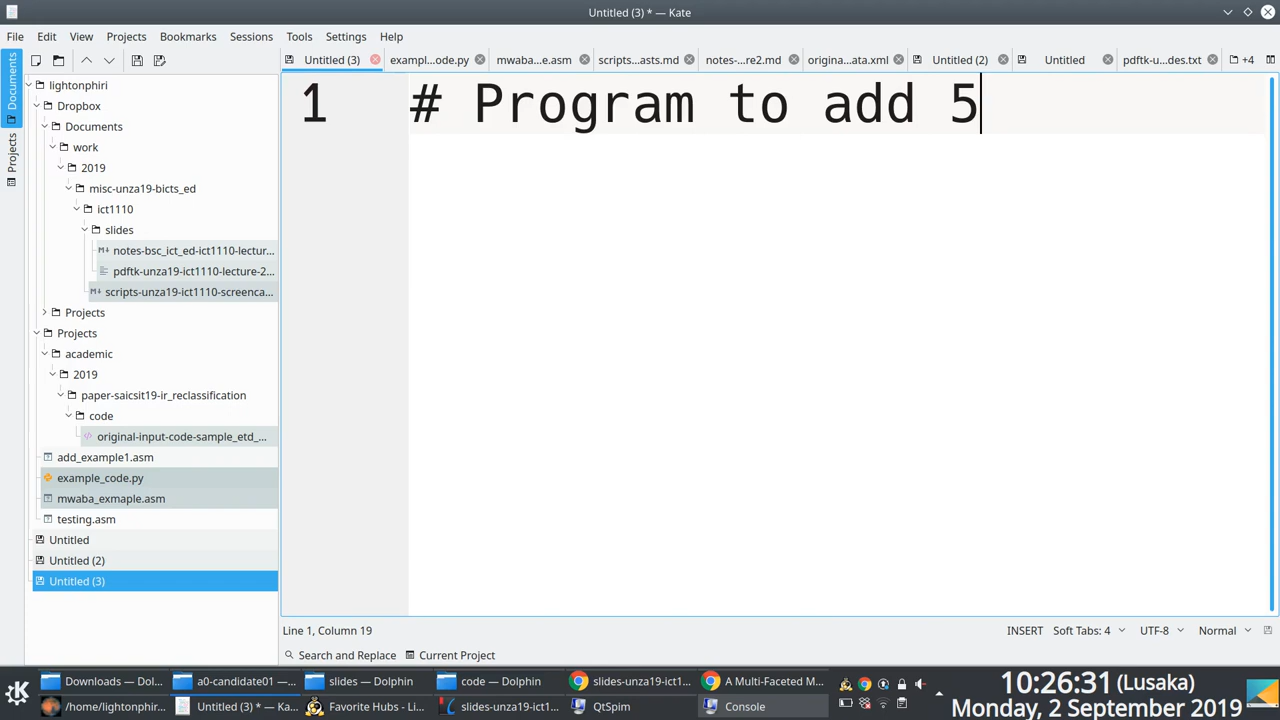 Untitled (3) * — Kate
File Edit View Projects Bookmarks Sessions Tools Settings Help
Documents
Projects
Untitled (3) exampl...ode.py mwaba...e.asm scripts...asts.md notes-...re2.md origina...ata.xml Untitled (2) Untitled pdftk-u...des.txt +4
lightonphiri
Dropbox
Documents
work
2019
misc-unza19-bicts_ed
ict1110
slides
notes-bsc_ict_ed-ict1110-lectur...
pdftk-unza19-ict1110-lecture-2...
scripts-unza19-ict1110-screenca...
Projects
Projects
academic
2019
paper-saicsit19-ir_reclassification
code
original-input-code-sample_etd_...
add_example1.asm
example_code.py
mwaba_exmaple.asm
testing.asm
Untitled
Untitled (2)
Untitled (3)
1 # Program to add 5
Line 1, Column 19 INSERT Soft Tabs: 4 UTF-8 Normal
Search and Replace Current Project
Downloads — Dol... a0-candidate01 —... slides — Dolphin code — Dolphin slides-unza19-ict1... A Multi-Faceted M...
/home/lightonphir... Untitled (3) * — Ka... Favorite Hubs - Li... slides-unza19-ict1... QtSpim Console
10:26:31 (Lusaka)
Monday, 2 September 2019